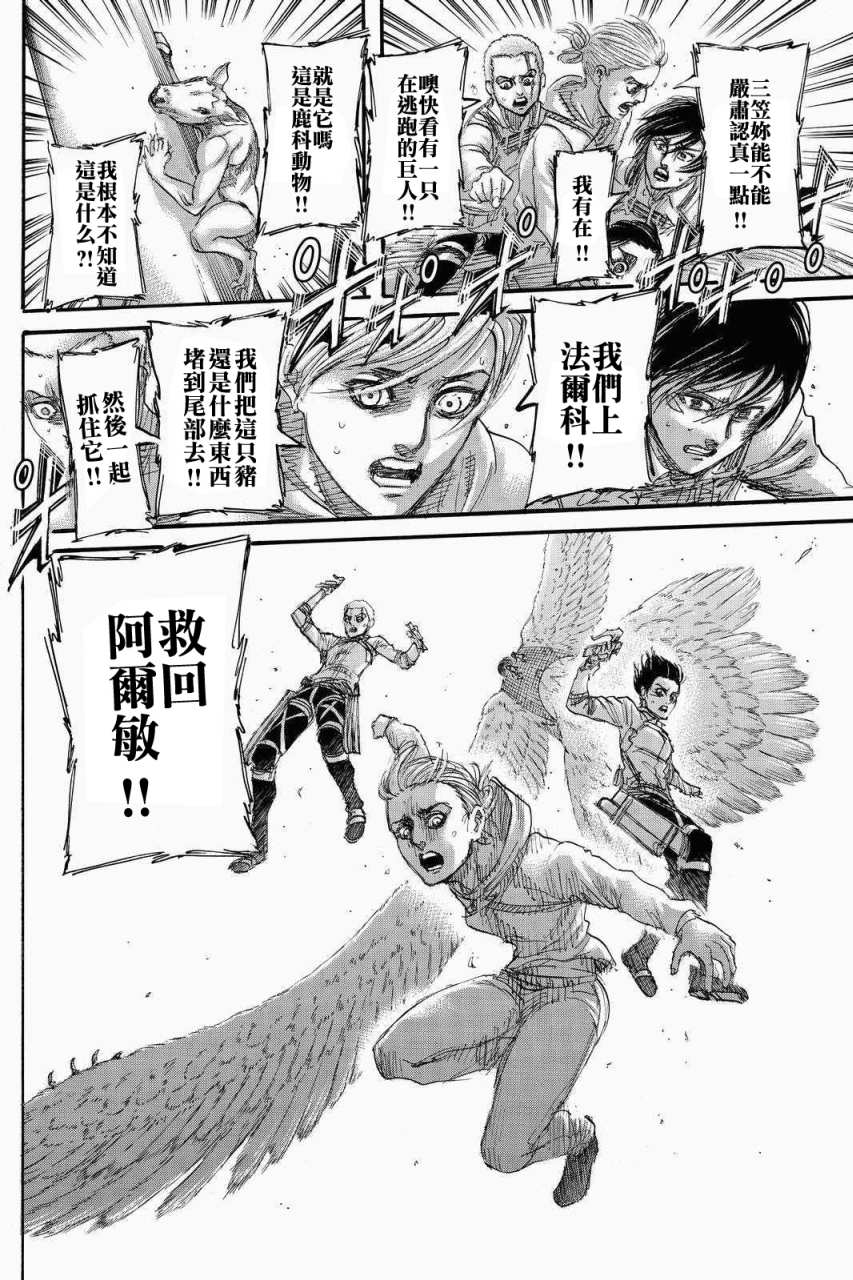 三笠妳能不能
嚴肅認真一點!!
我有在!!
噢快看有一只
在逃跑的巨人!!
就是它嗎
這是鹿科動物!!
我根本不知道
這是什么?!
我們上
法爾科!!
我們把這只豬
還是什麼東西
堵到尾部去!!
然後一起
抓住它!!
救回
阿爾敏!!